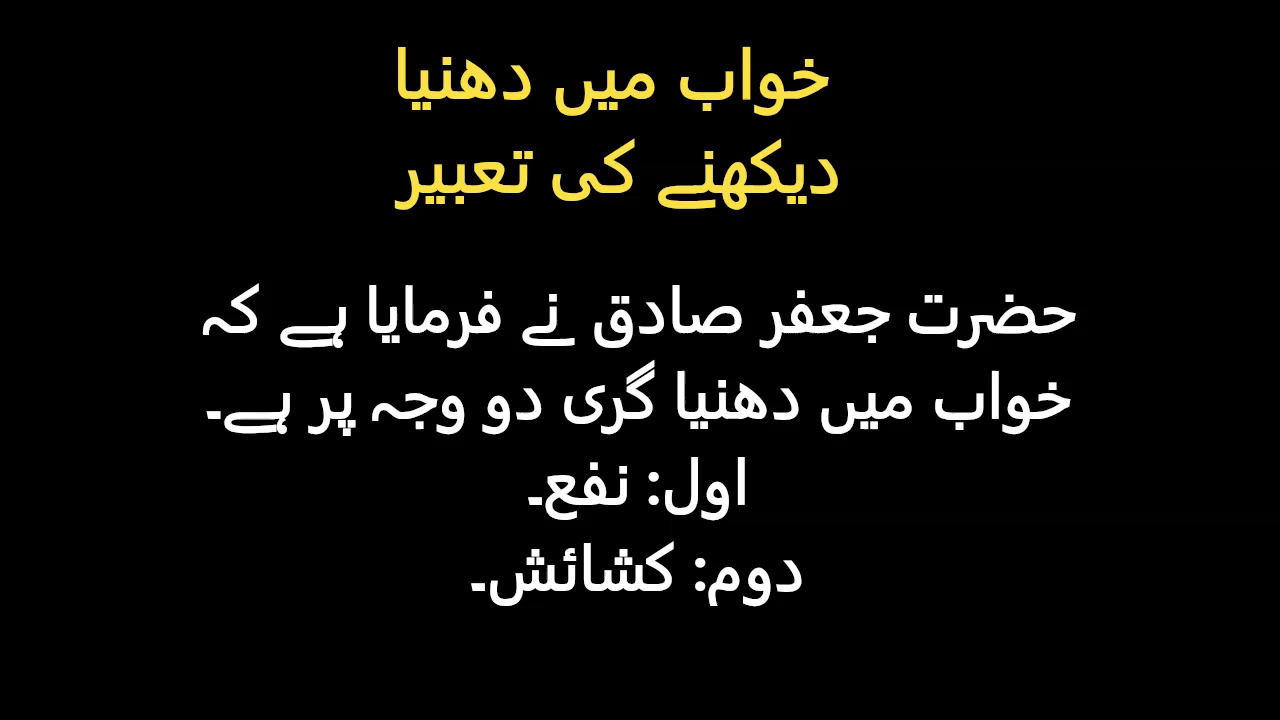 خواب میں دھنیا
دیکھنے کی تعبیر
حضرت جعفر صادق نے فرمایا ہے کہ
خواب میں دھنیا گری دو وجہ پر ہے۔
اول: نفع۔
دوم: کشائش۔